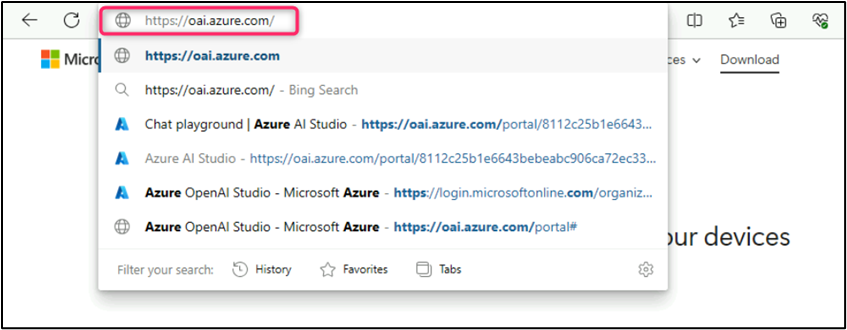 https://oai.azure.com/
Micro
https://oai.azure.com
ces
Download
https://oai.azure.com/ - Bing Search
Chat playground | Azure AI Studio - https://oai.azure.com/portal/8112c25b1e6643...
Azure AI Studio - https://oai.azure.com/portal/8112c25b1e6643bebeabc906ca72ec33...
Azure OpenAI Studio - Microsoft Azure - https://login.microsoftonline.com/organiz...
Azure OpenAI Studio - Microsoft Azure - https://oai.azure.com/portal#
our devices
Filter your search:
History
Favorites
Tabs